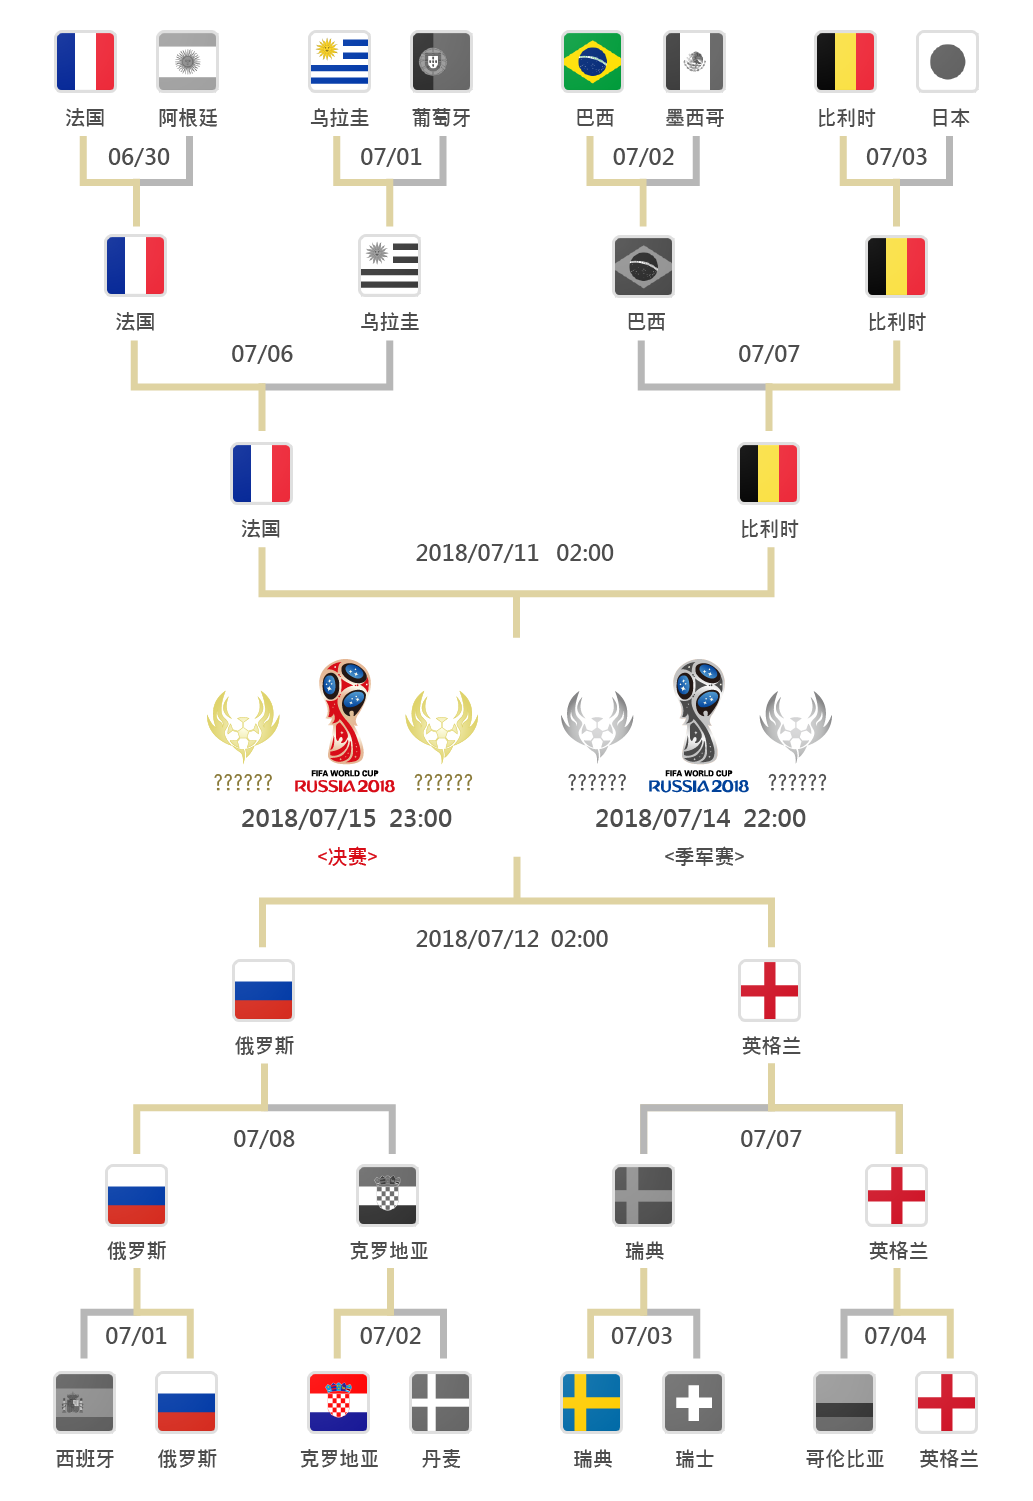 法国 阿根廷 乌拉圭 葡萄牙 巴西 墨西哥 比利时 日本
06/30 07/01 07/02 07/03
法国 乌拉圭 巴西 比利时
07/06 07/07
法国 比利时
2018/07/11 02:00
FIFA WORLD CUP FIFA WORLD CUP
?????? RUSSIA 2018 ?????? ?????? RUSSIA 2018 ??????
2018/07/15 23:00 2018/07/14 22:00
<决赛> <季军赛>
2018/07/12 02:00
俄罗斯 英格兰
07/08 07/07
俄罗斯 克罗地亚 瑞典 英格兰
07/01 07/02 07/03 07/04
西班牙 俄罗斯 克罗地亚 丹麦 瑞典 瑞士 哥伦比亚 英格兰